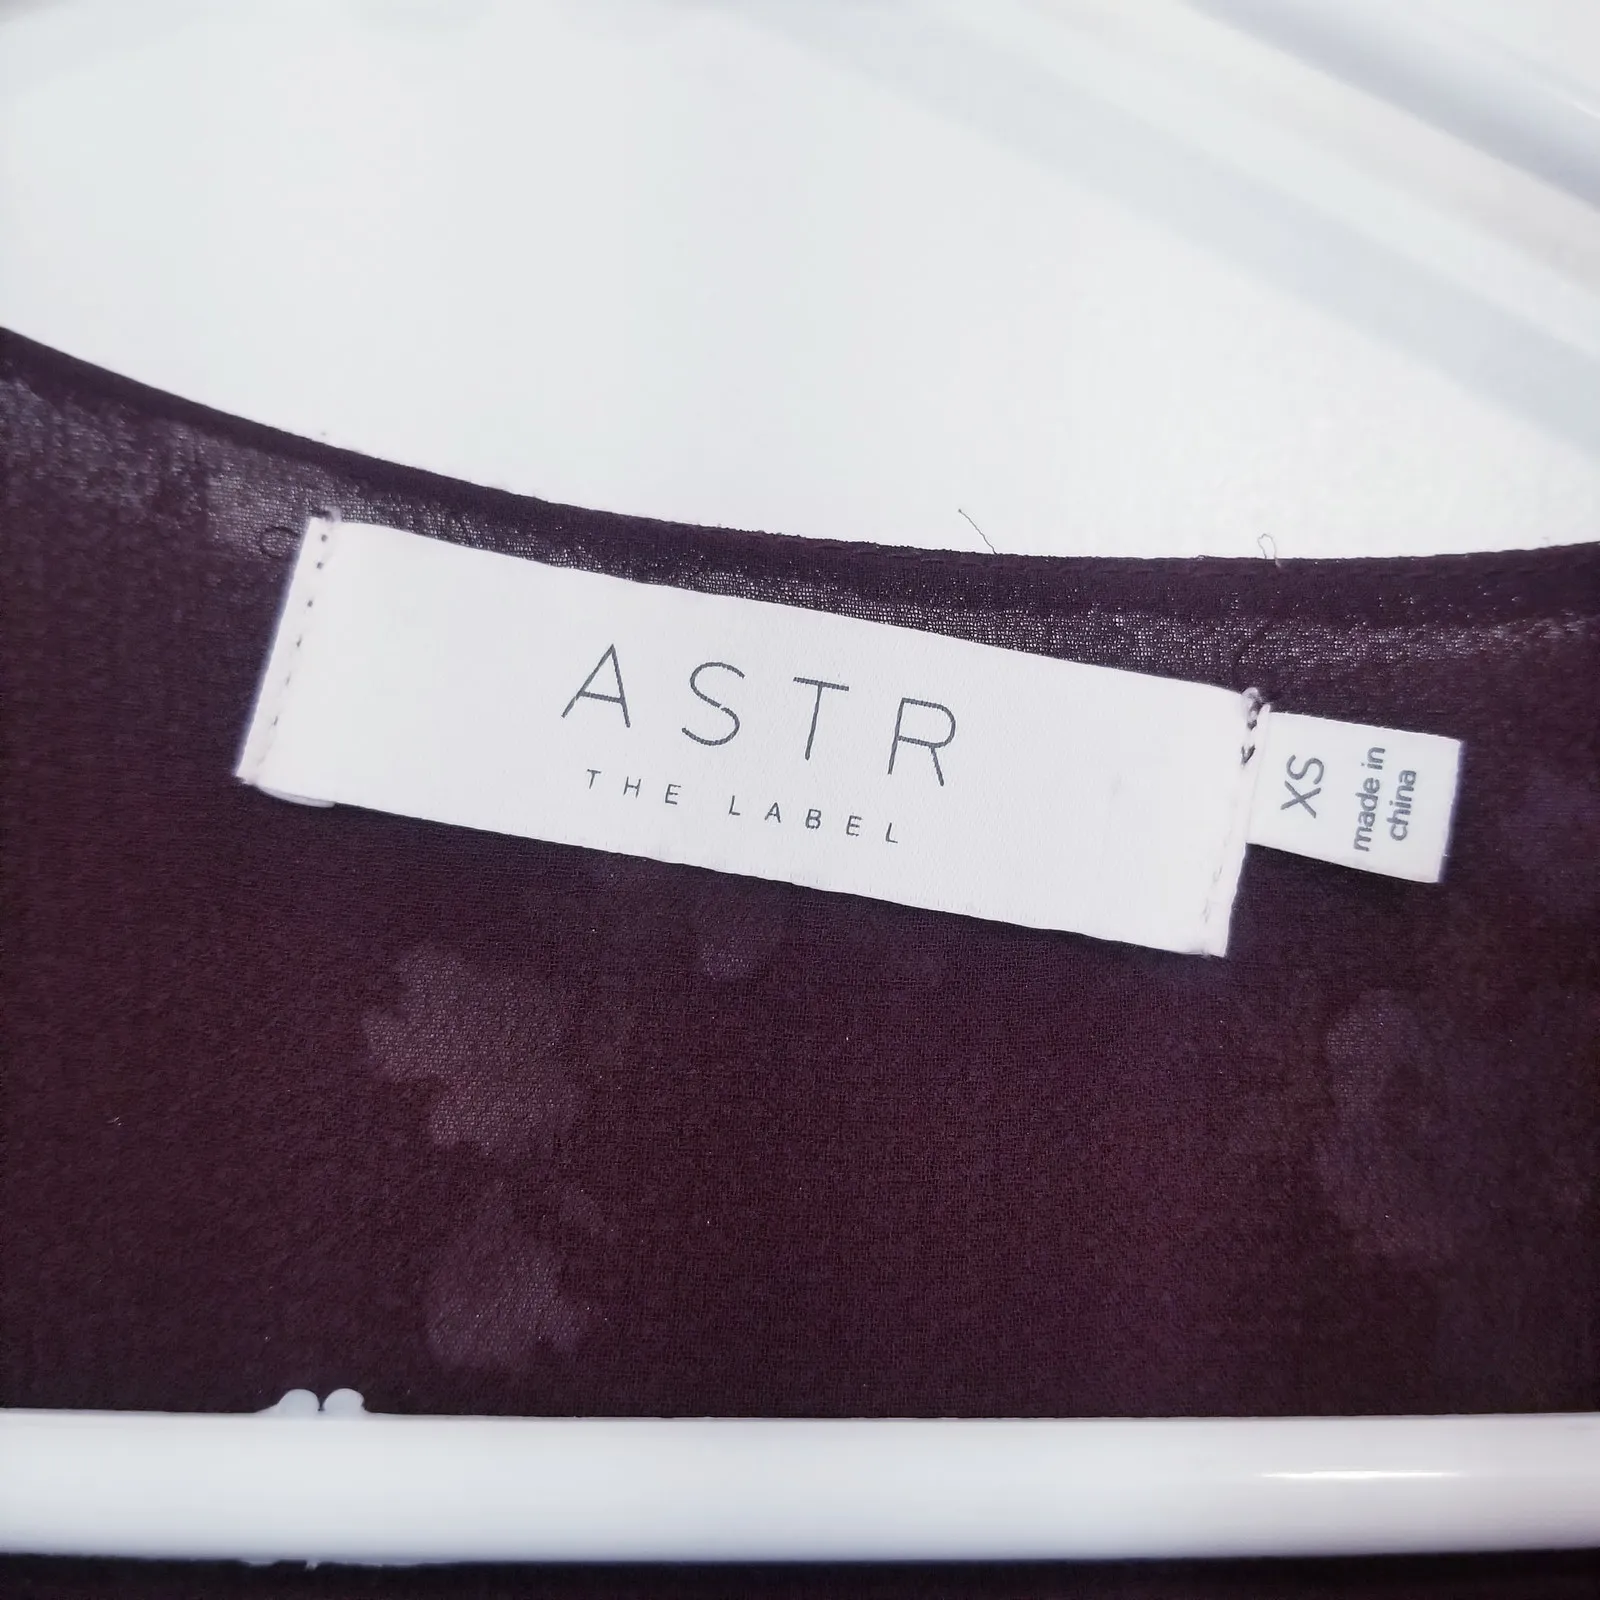 ASTR
THE LABEL
XS
made in
china